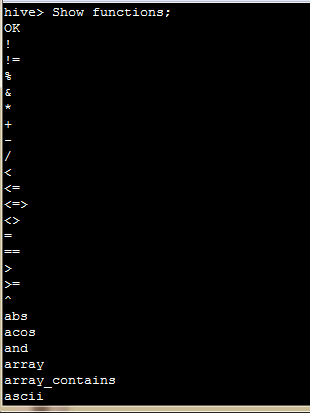 hive> Show functions;
OK
!
!=
%
&
*
+
-
/
<
<=
<=>
<>
=
==
>
>=
^
abs
acos
and
array
array_contains
ascii